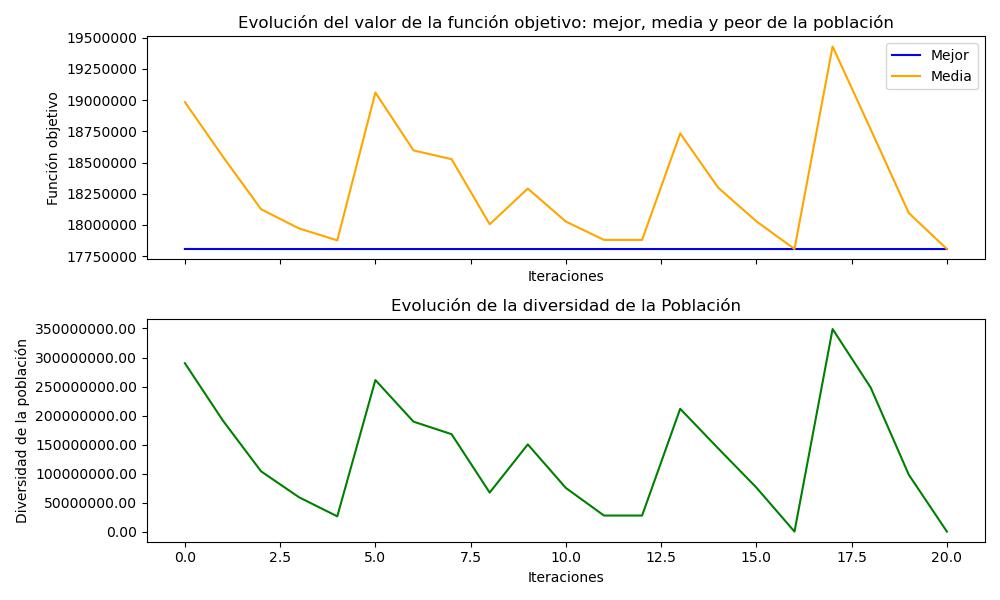 Evolución del valor de la función objetivo: mejor, media y peor de la población
19500000
19250000
19000000
18750000
18500000
18250000
18000000
17750000
Función objetivo
Mejor
Media
Iteraciones
Evolución de la diversidad de la Población
350000000.00
300000000.00
250000000.00
200000000.00
150000000.00
100000000.00
50000000.00
0.00
Diversidad de la población
0.0 2.5 5.0 7.5 10.0 12.5 15.0 17.5 20.0
Iteraciones